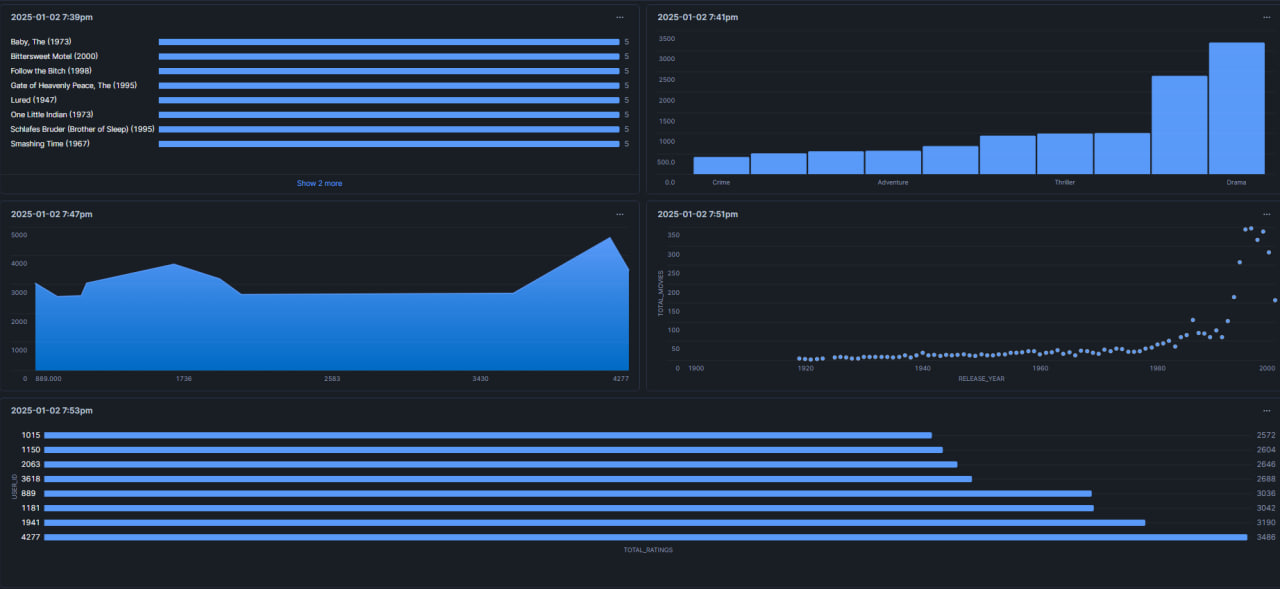 2025-01-02 7:39pm
...
Baby, The (1973) 5
Bittersweet Motel (2000) 5
Follow the Bitch (1998) 5
Gate of Heavenly Peace, The (1995) 5
Lured (1947) 5
One Little Indian (1973) 5
Schlafes Bruder (Brother of Sleep) (1995) 5
Smashing Time (1967) 5
Show 2 more
2025-01-02 7:41pm
...
3500
3000
2500
2000
1500
1000
500.0
0.0
Crime Adventure Thriller Drama
2025-01-02 7:47pm
...
5000
4000
3000
2000
1000
0 889.000 1736 2583 3430 4277
2025-01-02 7:51pm
...
TOTAL_MOVIES
350
300
250
200
150
100
50
0 1900 1920 1940 1960 1980 2000
RELEASE_YEAR
2025-01-02 7:53pm
...
USER_ID
1015 2572
1150 2604
2063 2646
3618 2688
889 3036
1181 3042
1941 3190
4277 3486
TOTAL_RATINGS